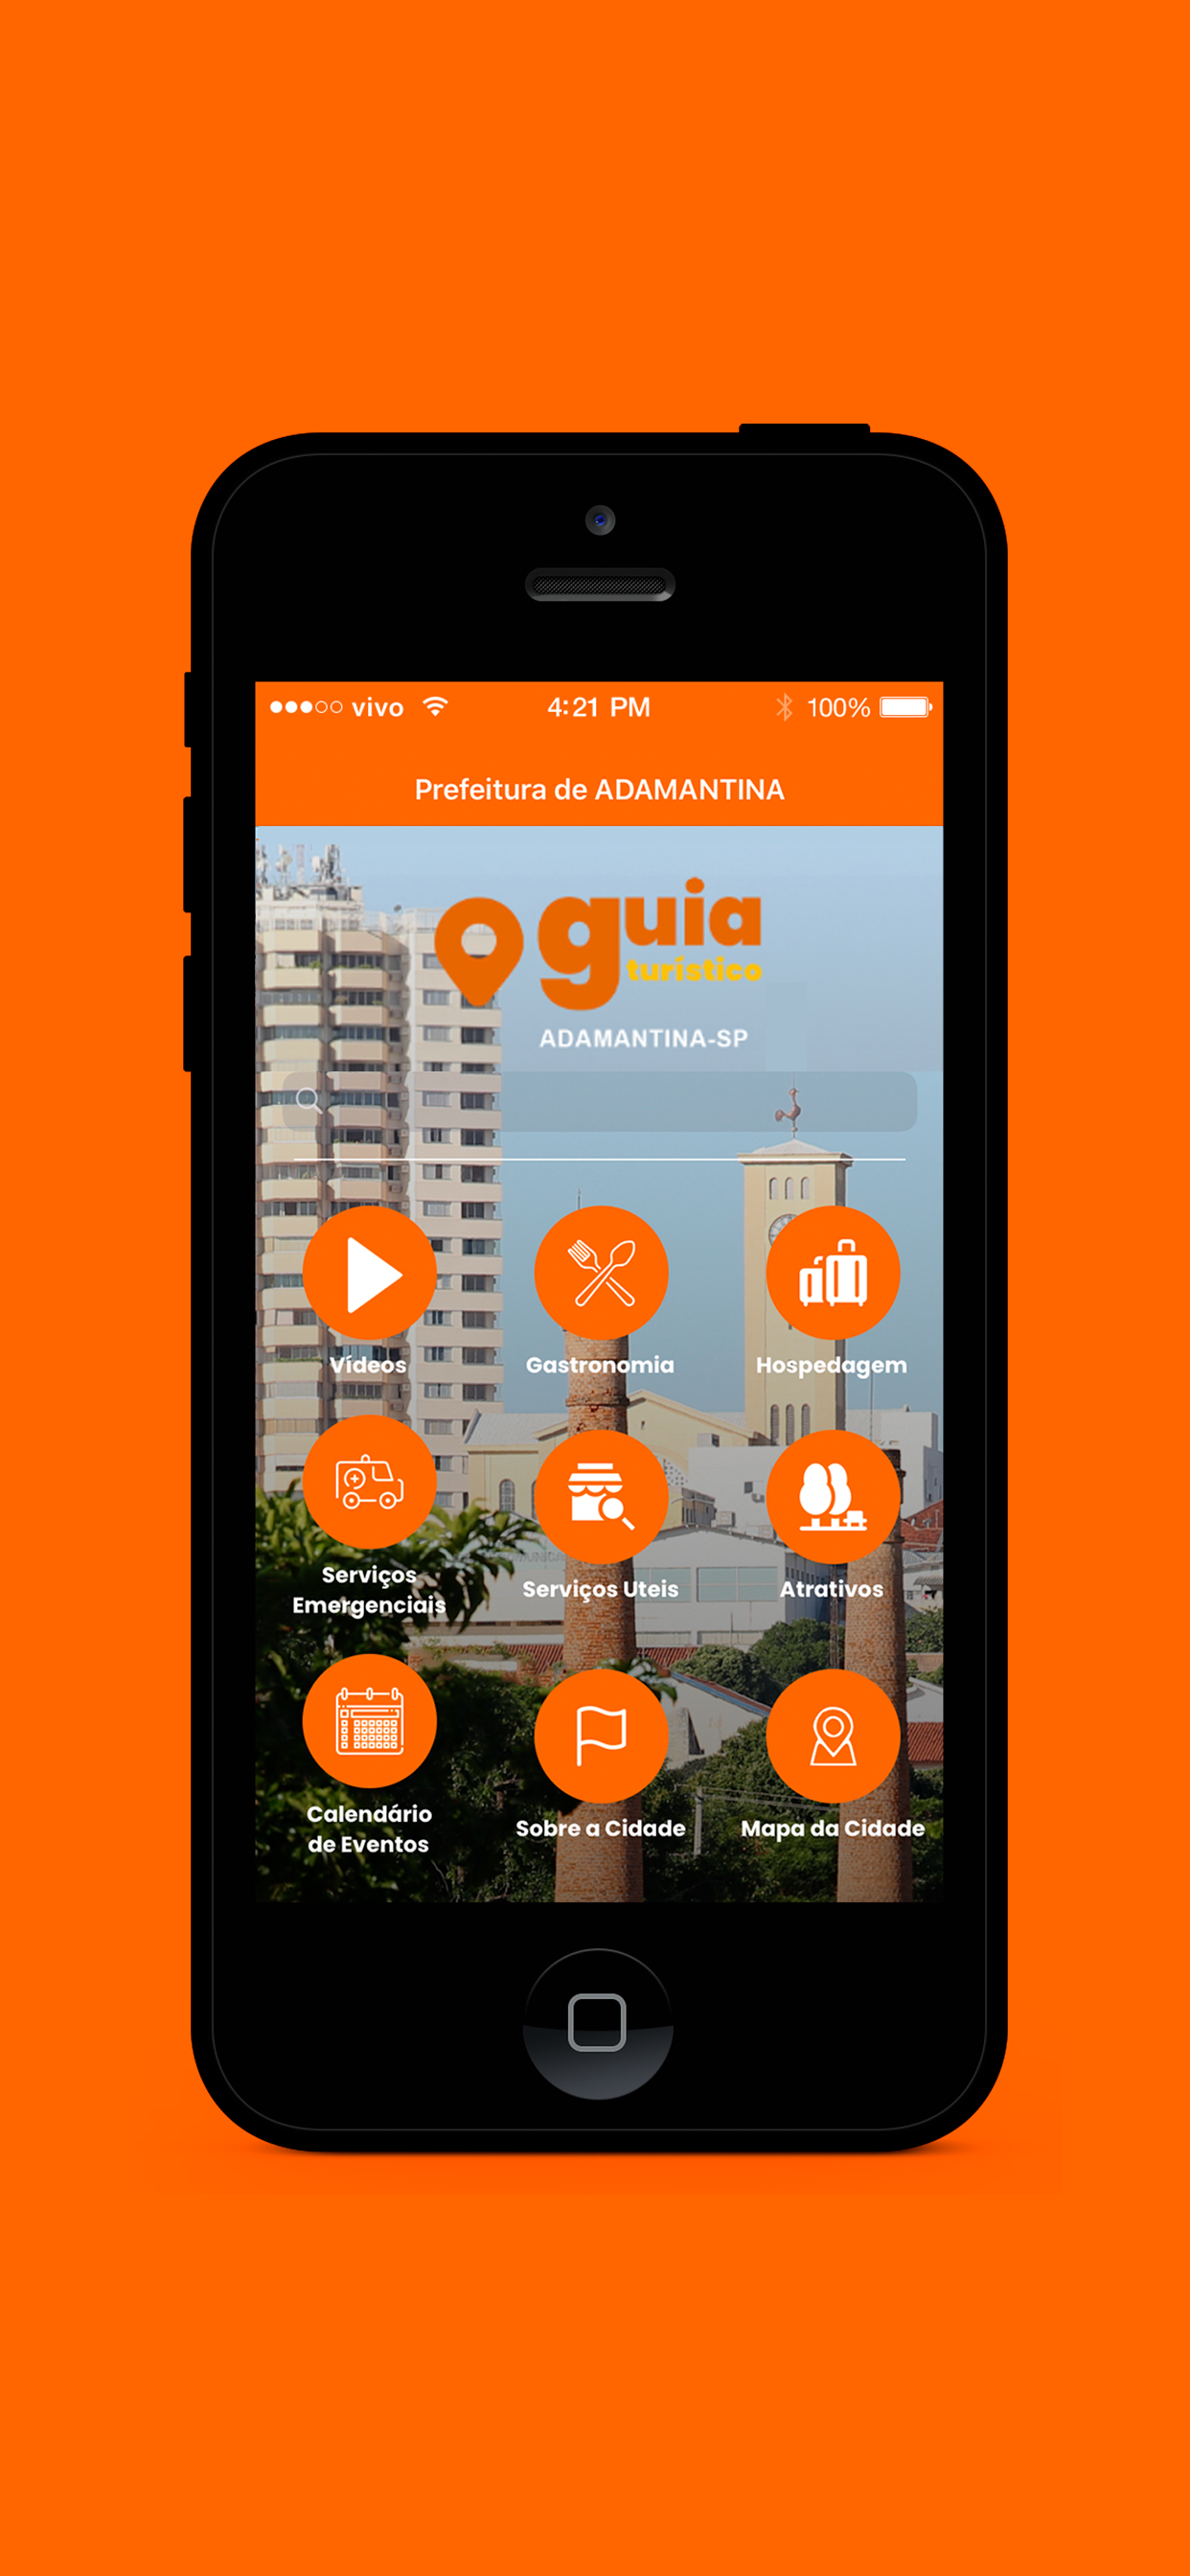 vivo 4:21 PM 100%
Prefeitura de ADAMANTINA
guia
turístico
ADAMANTINA-SP
Vídeos Gastronomia Hospedagem
Serviços
Emergenciais
Serviços Uteis
Atrativos
Calendário
de Eventos
Sobre a Cidade
Mapa da Cidade